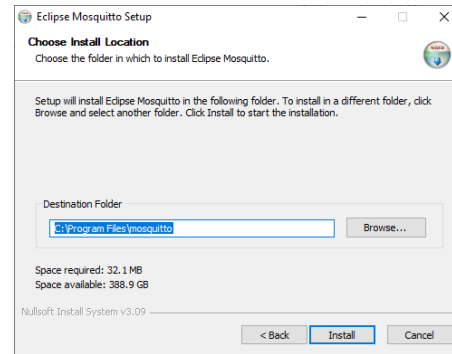 Eclipse Mosquitto Setup
Choose Install Location
Choose the folder in which to install Eclipse Mosquitto.
Setup will install Eclipse Mosquitto in the following folder. To install in a different folder, click
Browse and select another folder. Click Install to start the installation.
Destination Folder
C:\Program Files\mosquitto
Browse...
Space required: 32.1 MB
Space available: 388.9 GB
Nullsoft Install System v3.09
< Back
Install
Cancel